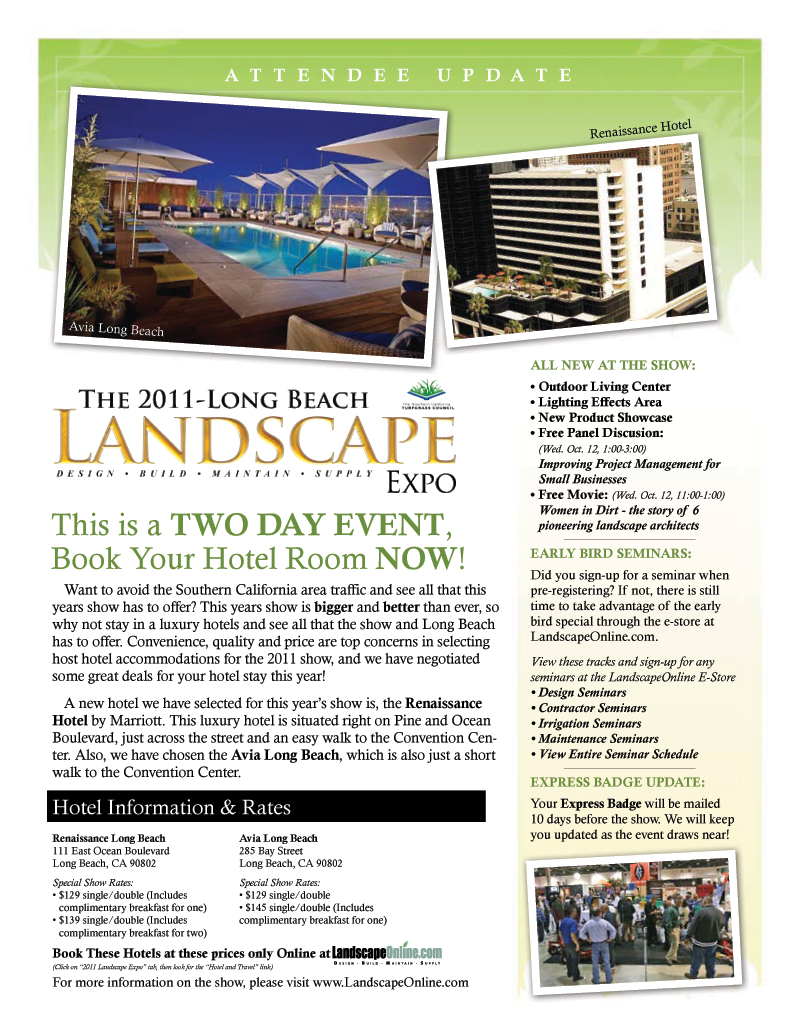 ATTENDEE UPDATE
Renaissance Hotel
Avia Long Beach
THE 2011-LONG BEACH
The Southern California
TURFGRASS COUNCIL
LANDSCAPE
DESIGN • BUILD • MAINTAIN • SUPPLY
EXPO
This is a TWO DAY EVENT,
Book Your Hotel Room NOW!
Want to avoid the Southern California area traffic and see all that this
years show has to offer? This years show is bigger and better than ever, so
why not stay in a luxury hotels and see all that the show and Long Beach
has to offer. Convenience, quality and price are top concerns in selecting
host hotel accommodations for the 2011 show, and we have negotiated
some great deals for your hotel stay this year!
A new hotel we have selected for this year's show is, the Renaissance
Hotel by Marriott. This luxury hotel is situated right on Pine and Ocean
Boulevard, just across the street and an easy walk to the Convention Cen-
ter. Also, we have chosen the Avia Long Beach, which is also just a short
walk to the Convention Center.
Hotel Information & Rates
Renaissance Long Beach
111 East Ocean Boulevard
Long Beach, CA 90802
Special Show Rates:
• $129 single/double (Includes
complimentary breakfast for one)
• $139 single/double (Includes
complimentary breakfast for two)
Avia Long Beach
285 Bay Street
Long Beach, CA 90802
Special Show Rates:
• $129 single/double
• $145 single/double (Includes
complimentary breakfast for one)
Book These Hotels at these prices only Online at LandscapeOnline.com
DESIGN • BUILD • MAINTAIN • SUPPLY
(Click on "2011 Landscape Expo" tab, then look for the "Hotel and Travel" link)
For more information on the show, please visit www.LandscapeOnline.com
ALL NEW AT THE SHOW:
• Outdoor Living Center
• Lighting Effects Area
• New Product Showcase
• Free Panel Discusion:
(Wed. Oct. 12, 1:00-3:00)
Improving Project Management for
Small Businesses
• Free Movie: (Wed. Oct. 12, 11:00-1:00)
Women in Dirt - the story of 6
pioneering landscape architects
EARLY BIRD SEMINARS:
Did you sign-up for a seminar when
pre-registering? If not, there is still
time to take advantage of the early
bird special through the e-store at
LandscapeOnline.com.
View these tracks and sign-up for any
seminars at the LandscapeOnline E-Store
• Design Seminars
• Contractor Seminars
• Irrigation Seminars
• Maintenance Seminars
• View Entire Seminar Schedule
EXPRESS BADGE UPDATE:
Your Express Badge will be mailed
10 days before the show. We will keep
you updated as the event draws near!